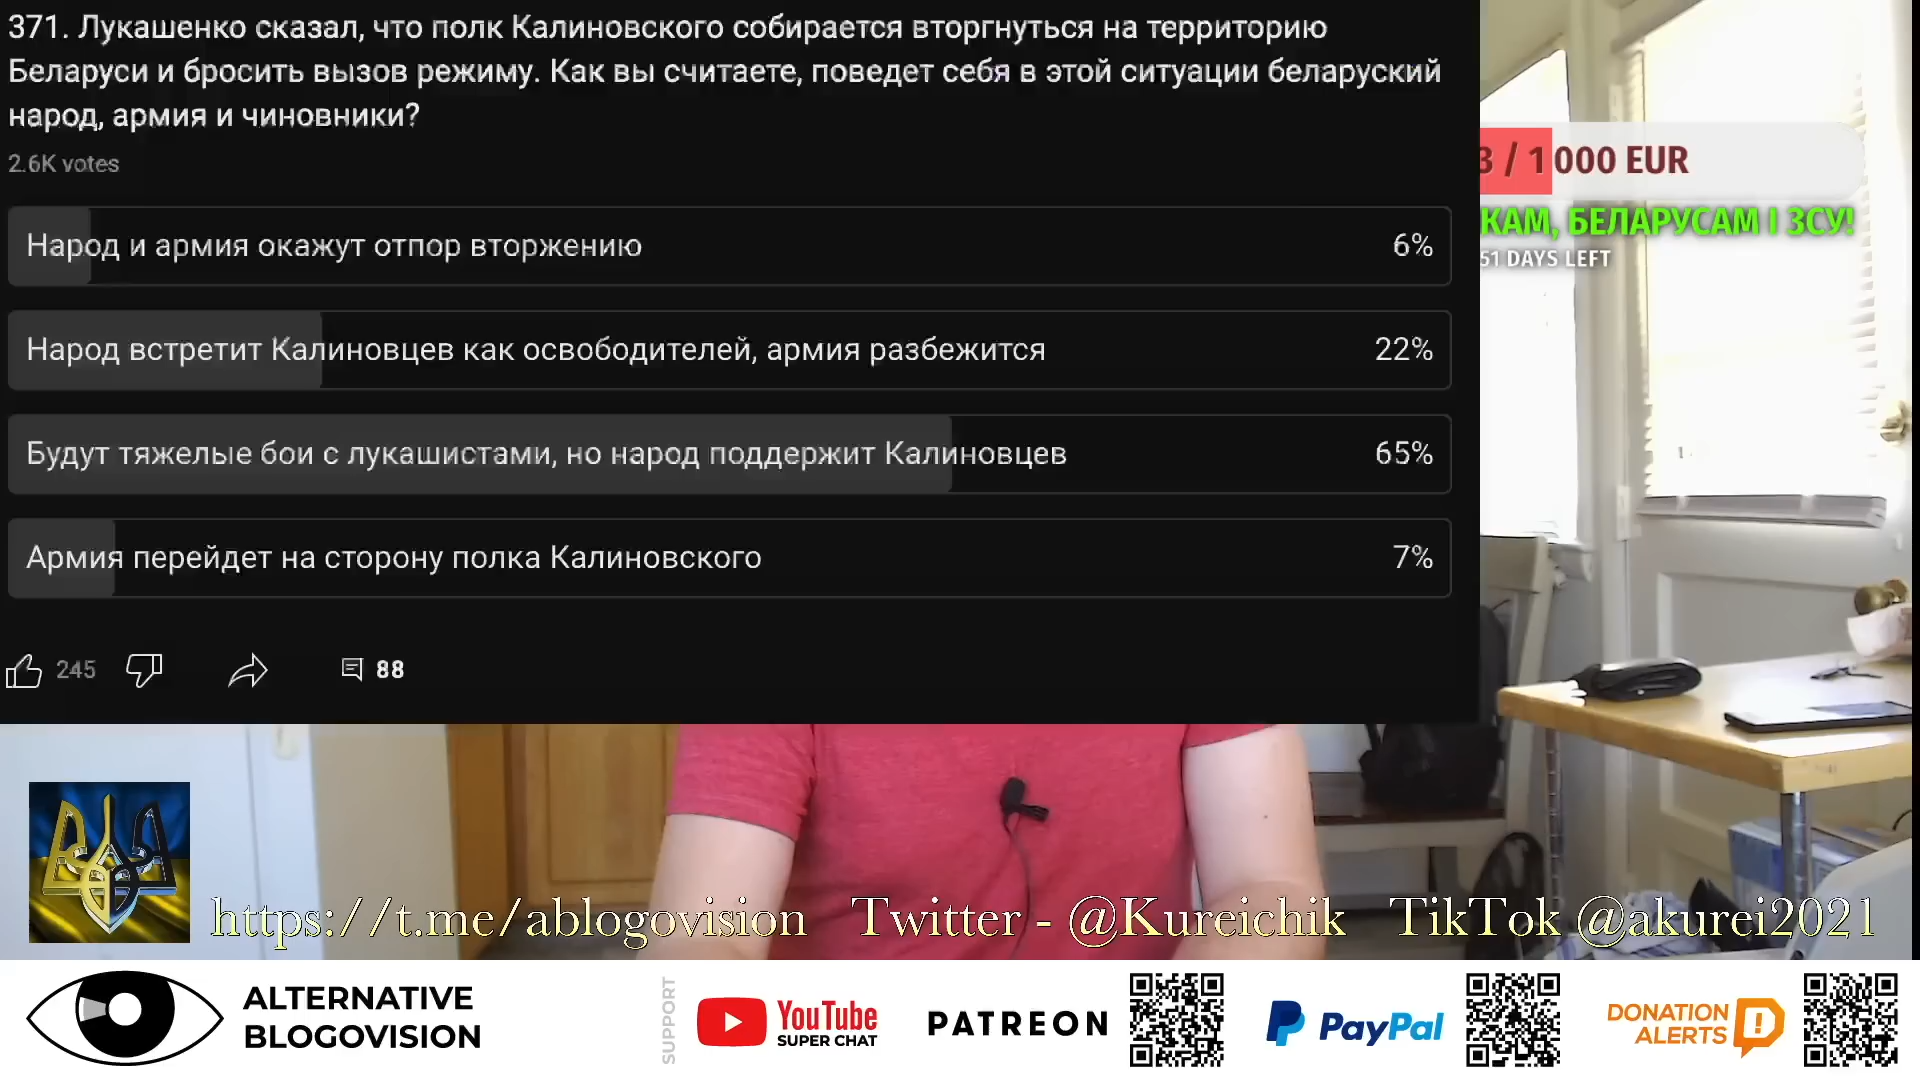 371. Лукашенко сказал, что полк Калиновского собирается вторгнуться на территорию
Беларуси и бросить вызов режиму. Как вы считаете, поведет себя в этой ситуации беларуский
народ, армия и чиновники?
2.6K votes
Народ и армия окажут отпор вторжению 6%
Народ встретит Калиновцев как освободителей, армия разбежится 22%
Будут тяжелые бои с лукашистами, но народ поддержит Калиновцев 65%
Армия перейдет на сторону полка Калиновского 7%
245
88
3 / 1000 EUR
КАМ, БЕЛАРУСАМ І ЗСУ!
51 DAYS LEFT
https://t.me/ablogovision Twitter - @Kureichik TikTok @akurei2021
ALTERNATIVE
BLOGOVISION
SUPPORT
YouTube
SUPER CHAT
PATREON
PayPal
DONATION
ALERTS